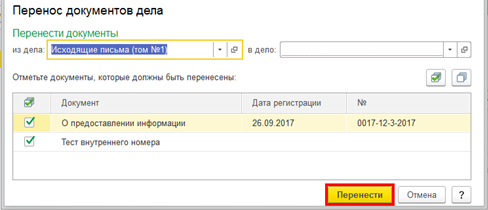 Перенос документов дела
Перенести документы
из дела: Исходящие письма (том №1) в дело:
Отметьте документы, которые должны быть перенесены:
Документ Дата регистрации №
О предоставлении информации 26.09.2017 0017-12-3-2017
Тест внутреннего номера
Перенести Отмена ?